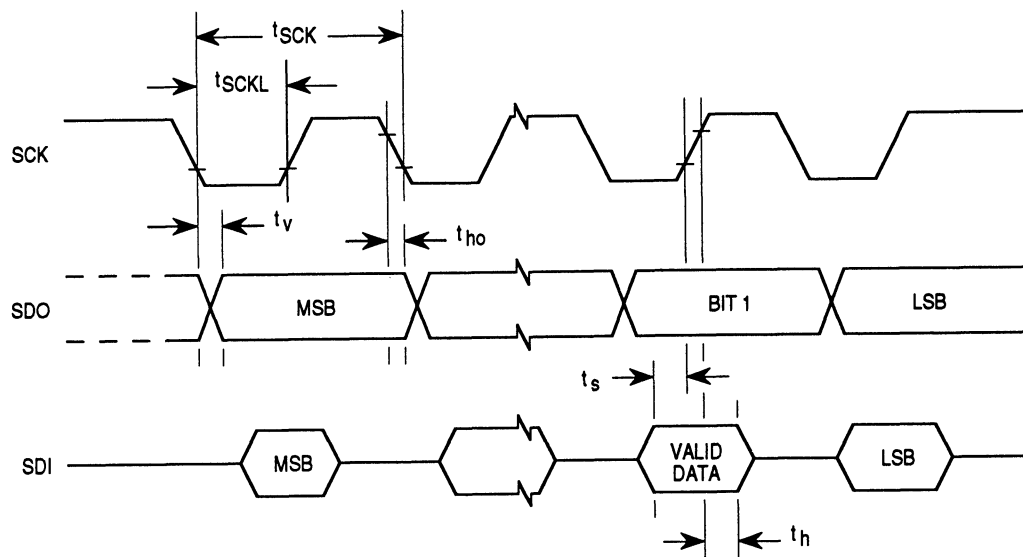 tSCK
tSCKL
SCK
tv
tho
SDO
MSB
BIT 1
LSB
ts
SDI
MSB
VALID
DATA
LSB
th